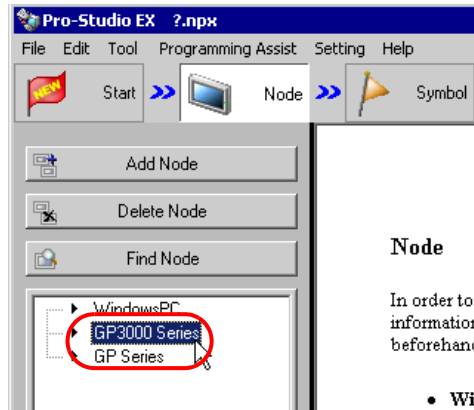 Pro-Studio EX ?.npx
File Edit Tool Programming Assist Setting Help
NEW Start Node Symbol
Add Node
Delete Node
Find Node
WindowsPC
GP3000 Series
GP Series
Node
In order to
information
beforehand
• Wi